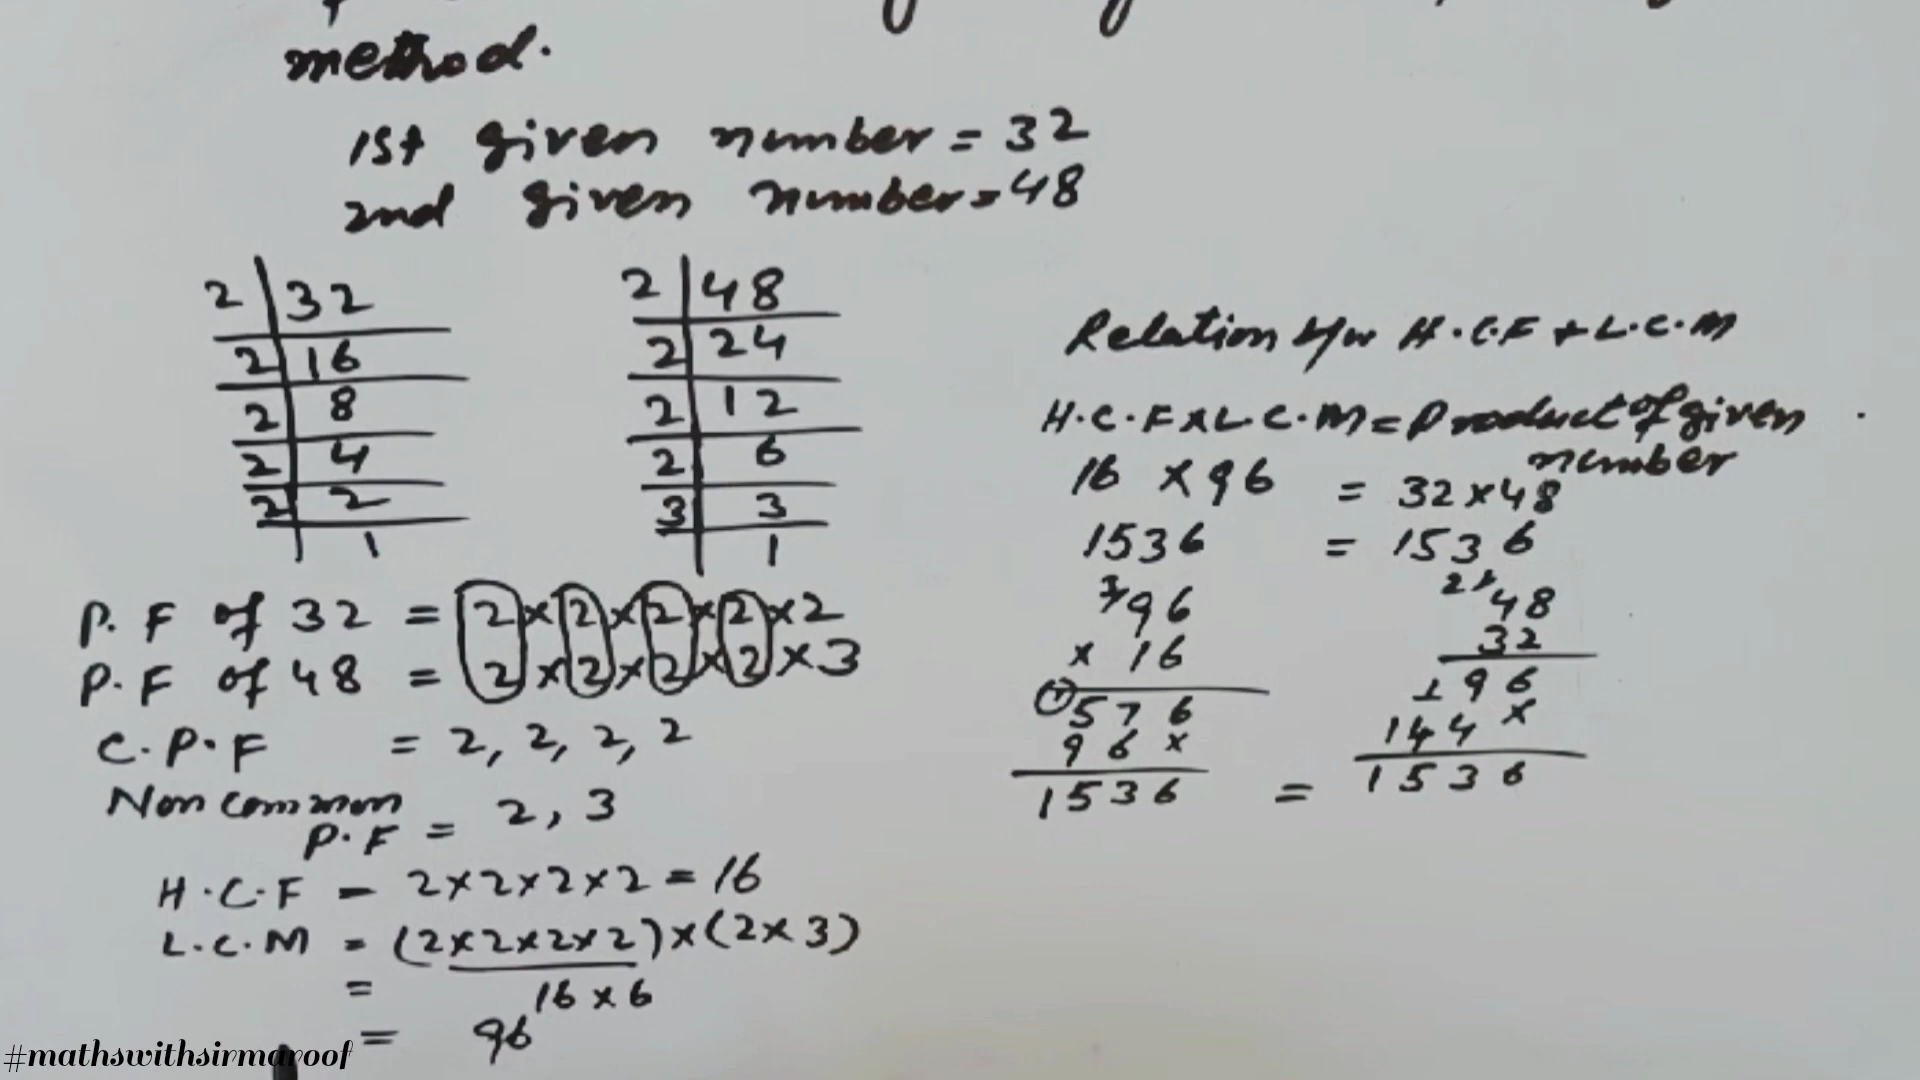 method.
1st given number = 32
2nd given number = 48
2 32
2 16
2 8
2 4
2 2
1
2 48
2 24
2 12
2 6
3 3
1
P.F of 32 = 2×2×2×2×2
P.F of 48 = 2×2×2×2×3
C.P.F = 2, 2, 2, 2
Non common
P.F = 2, 3
H.C.F = 2×2×2×2 = 16
L.C.M = (2×2×2×2)×(2×3)
= 16×6
= 96
Relation b/w H.C.F & L.C.M
H.C.F×L.C.M = Product of given
number
16 × 96 = 32×48
1536 = 1536
96
× 16
576
96×
1536 =
48
32
196
144×
1536
#mathswithsirmaroof